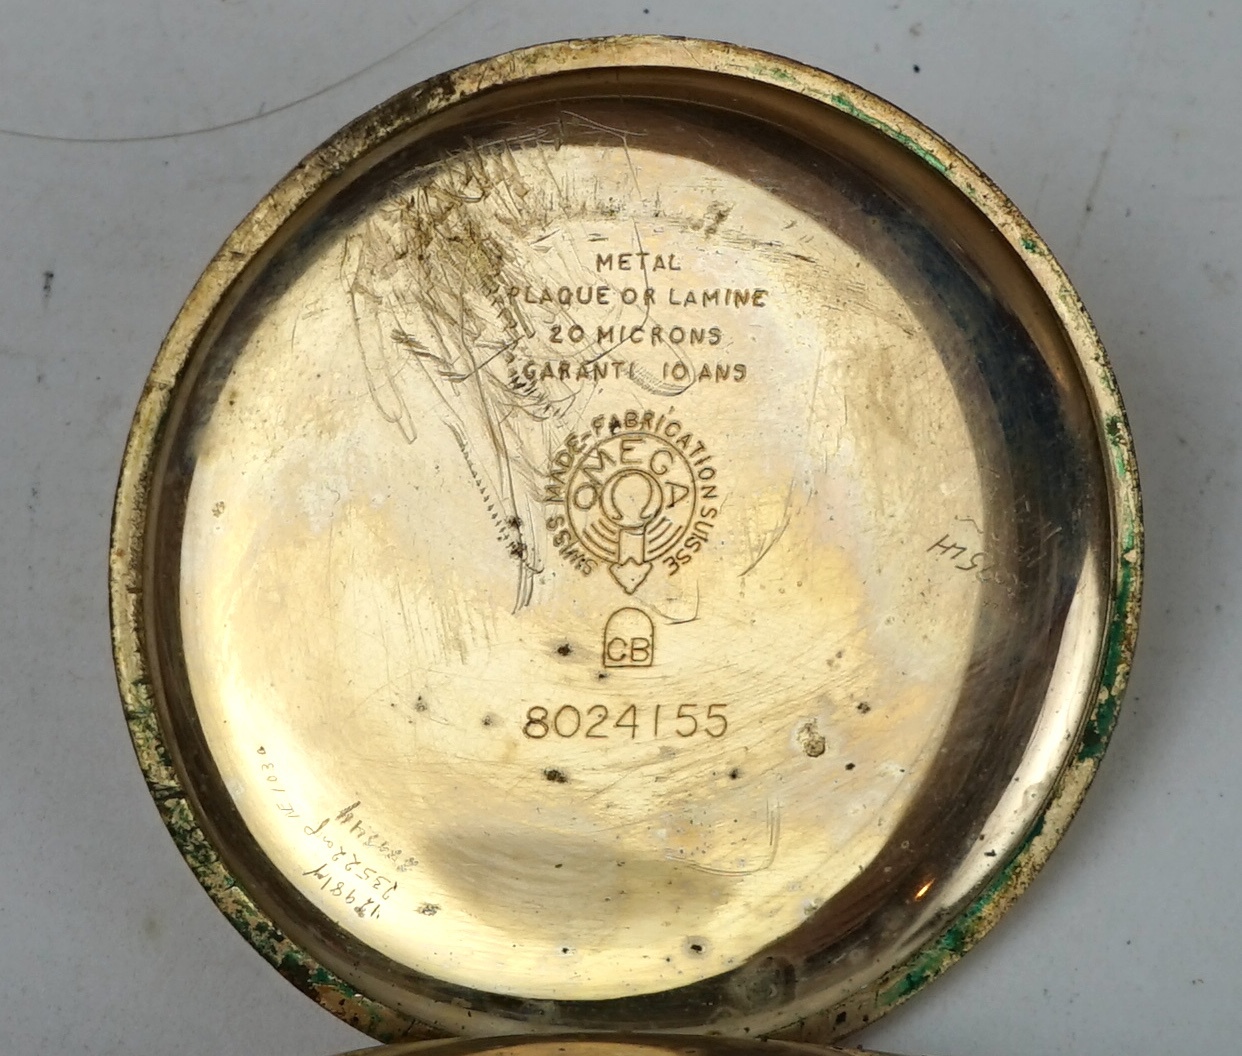 METAL
PLAQUE OR LAMINE
20 MICRONS
GARANTI 10 ANS
SWISS MADE-FABRICATION SUISSE
OMEGA
Ω
CB
8024155